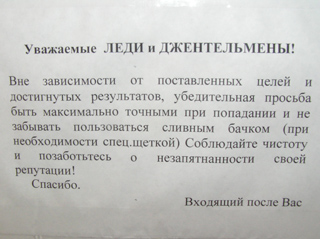 Уважаемые ЛЕДИ и ДЖЕНТЕЛЬМЕНЫ!
Вне зависимости от поставленных целей и
достигнутых результатов, убедительная просьба
быть максимально точными при попадании и не
забывать пользоваться сливным бачком (при
необходимости спец.щеткой) Соблюдайте чистоту
и позаботьтесь о незапятнанности своей
репутации!
Спасибо.
Входящий после Вас